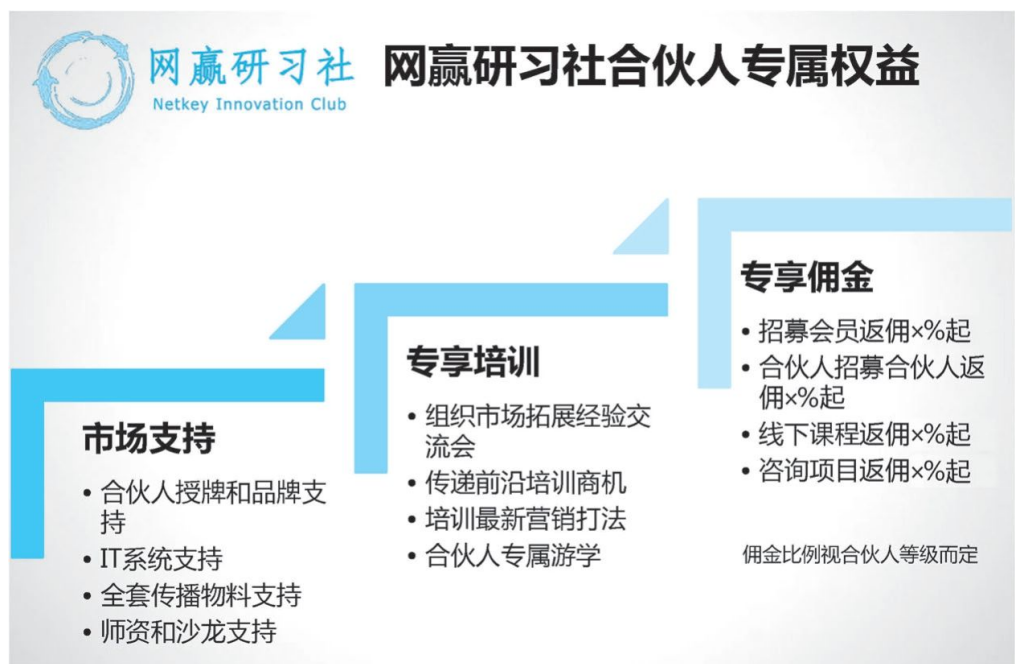 网赢研习社
Netkey Innovation Club
网赢研习社合伙人专属权益
市场支持
• 合伙人授牌和品牌支
持
• IT系统支持
• 全套传播物料支持
• 师资和沙龙支持
专享培训
• 组织市场拓展经验交
流会
• 传递前沿培训商机
• 培训最新营销打法
• 合伙人专属游学
专享佣金
• 招募会员返佣×%起
• 合伙人招募合伙人返
佣×%起
• 线下课程返佣×%起
• 咨询项目返佣×%起
佣金比例视合伙人等级而定